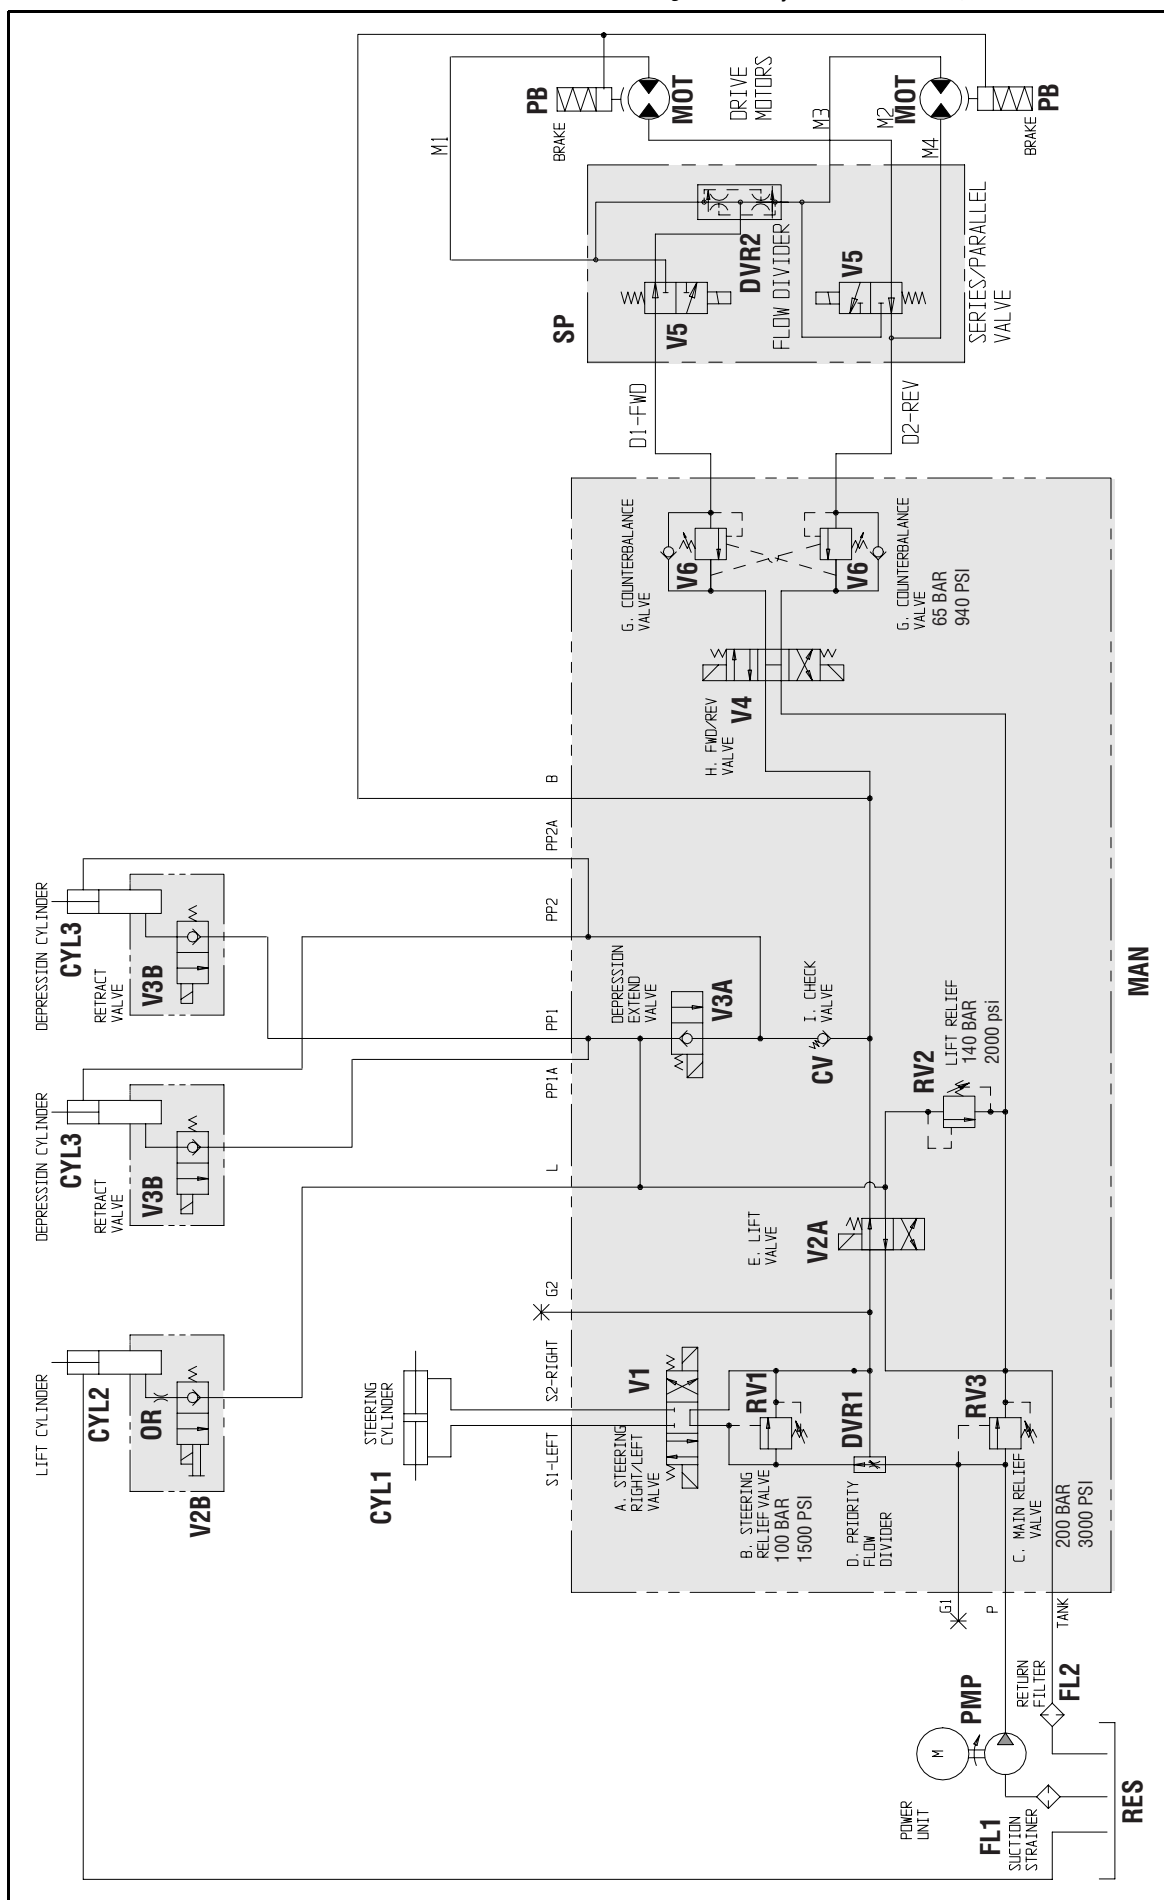 LIFT CYLINDER
CYL2
OR
V2B
DEPRESSION CYLINDER
CYL3
RETRACT
VALVE
V3B
DEPRESSION CYLINDER
CYL3
RETRACT
VALVE
V3B
STEERING
CYLINDER
CYL1
S1-LEFT
S2-RIGHT
G2
L
PP1A
PP1
PP2
PP2A
B
A. STEERING
RIGHT/LEFT
VALVE
V1
B. STEERING
RELIEF VALVE
100 BAR
1500 PSI
RV1
D. PRIORITY
FLOW
DIVIDER
DVR1
E. LIFT
VALVE
V2A
DEPRESSION
EXTEND
VALVE
V3A
I. CHECK
VALVE
CV
RV2
LIFT RELIEF
140 BAR
2000 psi
C. MAIN RELIEF
VALVE
200 BAR
3000 PSI
RV3
H. FWD/REV
VALVE
V4
G. COUNTERBALANCE
VALVE
V6
G. COUNTERBALANCE
VALVE
65 BAR
940 PSI
V6
MAN
D1-FWD
D2-REV
SP
V5
DVR2
FLOW DIVIDER
V5
SERIES/PARALLEL
VALVE
M1
M3
M2
M4
BRAKE
PB
MOT
DRIVE
MOTORS
MOT
BRAKE
PB
G1
P
TANK
POWER
UNIT
M
PMP
FL1
SUCTION
STRAINER
RETURN
FILTER
FL2
RES